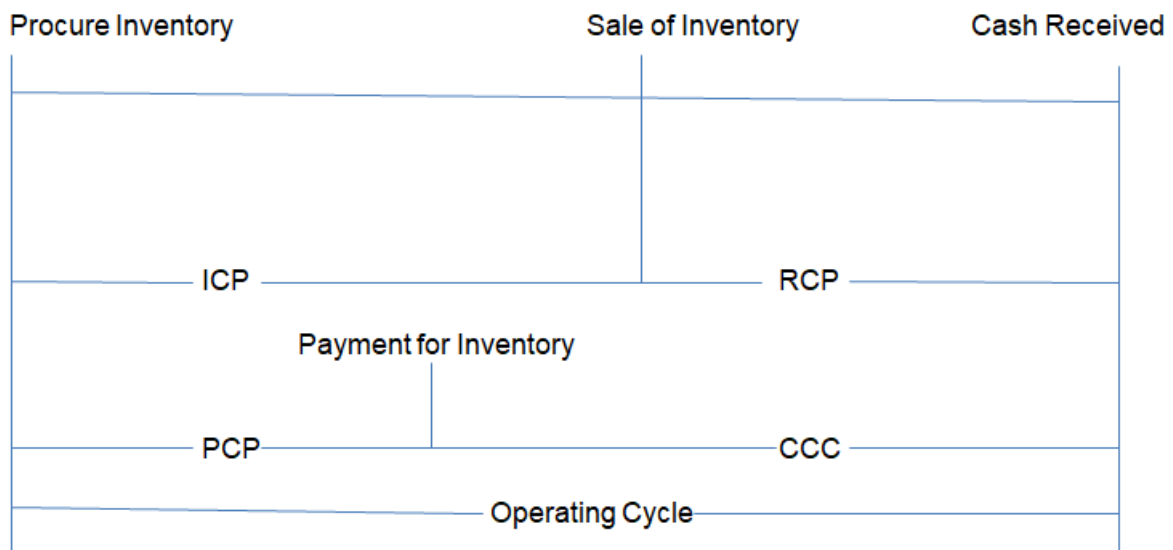 Procure Inventory Sale of Inventory Cash Received
ICP RCP
Payment for Inventory
PCP CCC
Operating Cycle